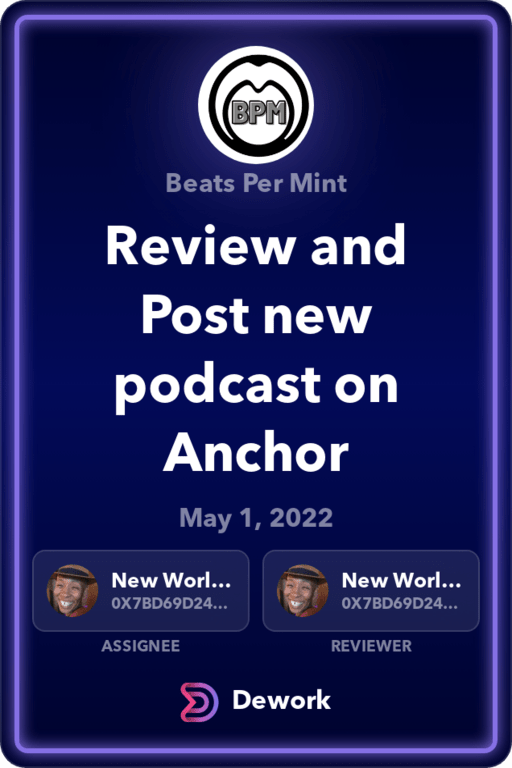 BPM
Beats Per Mint
Review and
Post new
podcast on
Anchor
May 1, 2022
New Worl... New Worl...
0X7BD69D24... 0X7BD69D24...
ASSIGNEE REVIEWER
Dework